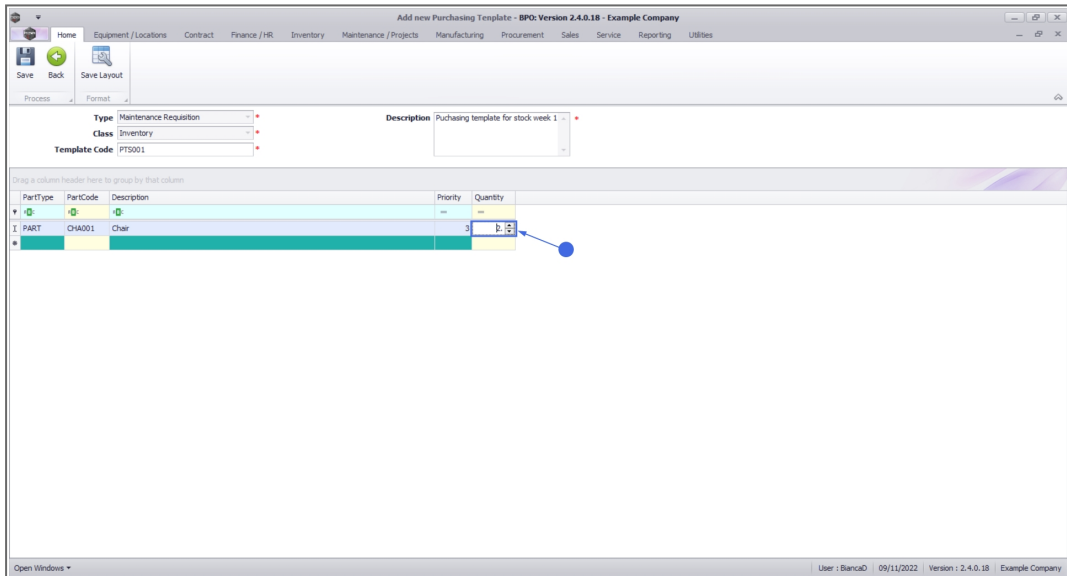 Add new Purchasing Template - BPO: Version 2.4.0.18 - Example Company
Home Equipment / Locations Contract Finance / HR Inventory Maintenance / Projects Manufacturing Procurement Sales Service Reporting Utilities
Save Back Save Layout
Process Format
Type Maintenance Requisition * Description Puchasing template for stock week 1 *
Class Inventory *
Template Code PTS001 *
Drag a column header here to group by that column
PartType PartCode Description Priority Quantity
PART CHA001 Chair 3 2.
Open Windows User : BiancaD 09/11/2022 Version : 2.4.0.18 Example Company